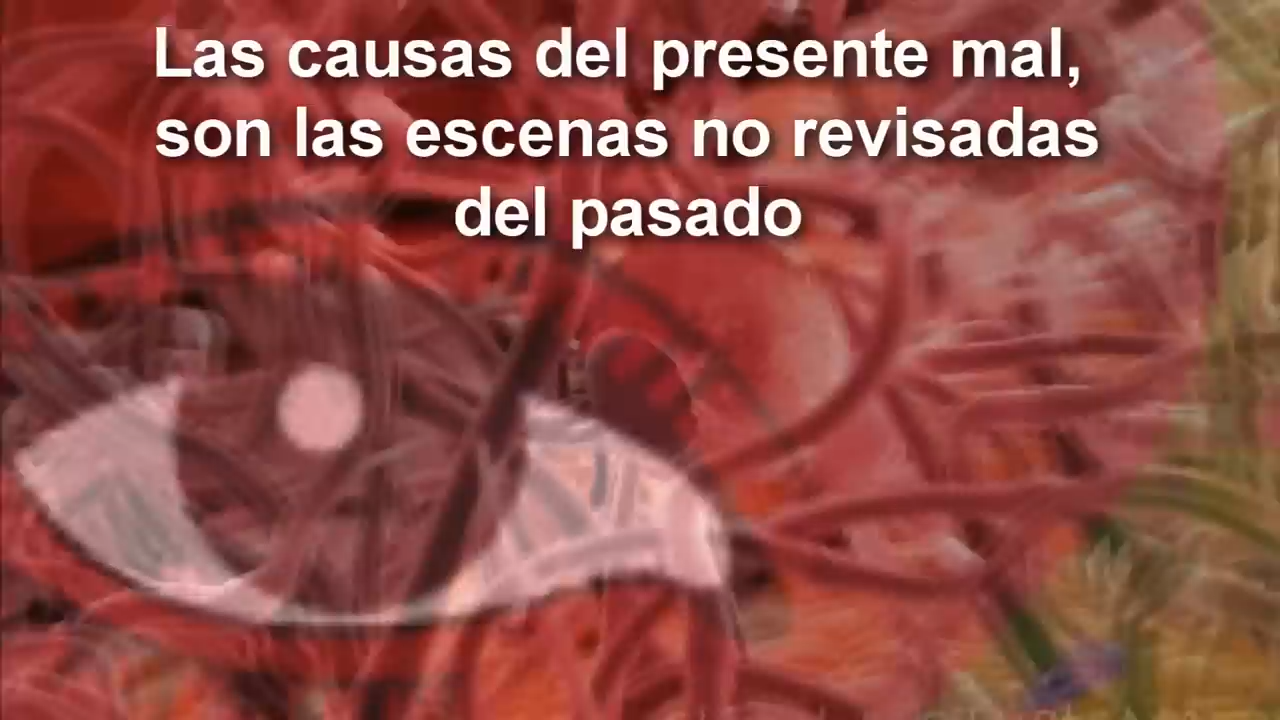 Las causas del presente mal,
son las escenas no revisadas
del pasado